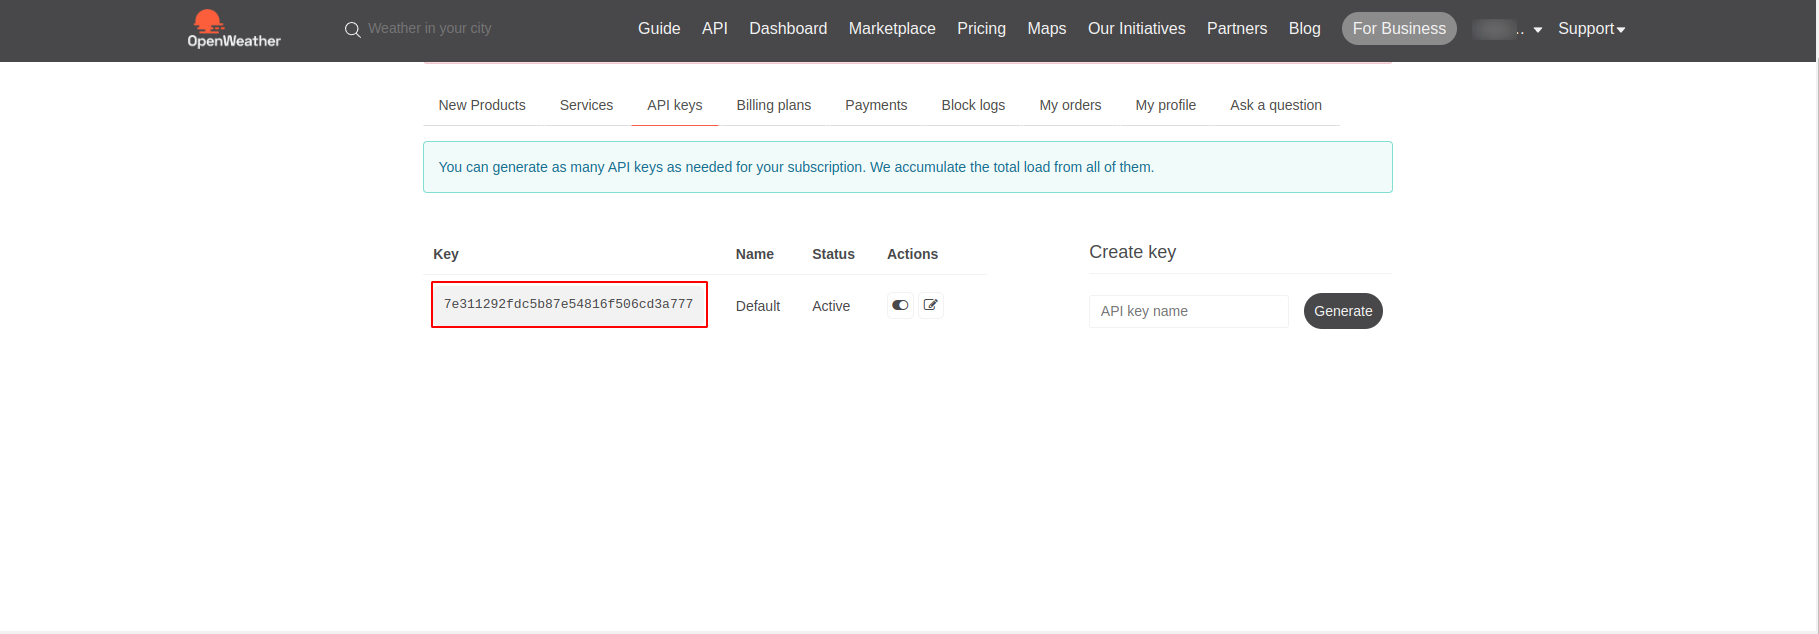 OpenWeather
Weather in your city
Guide API Dashboard Marketplace Pricing Maps Our Initiatives Partners Blog For Business .. Support
New Products Services API keys Billing plans Payments Block logs My orders My profile Ask a question
You can generate as many API keys as needed for your subscription. We accumulate the total load from all of them.
Key Name Status Actions
7e311292fdc5b87e54816f506cd3a777 Default Active
Create key
API key name Generate